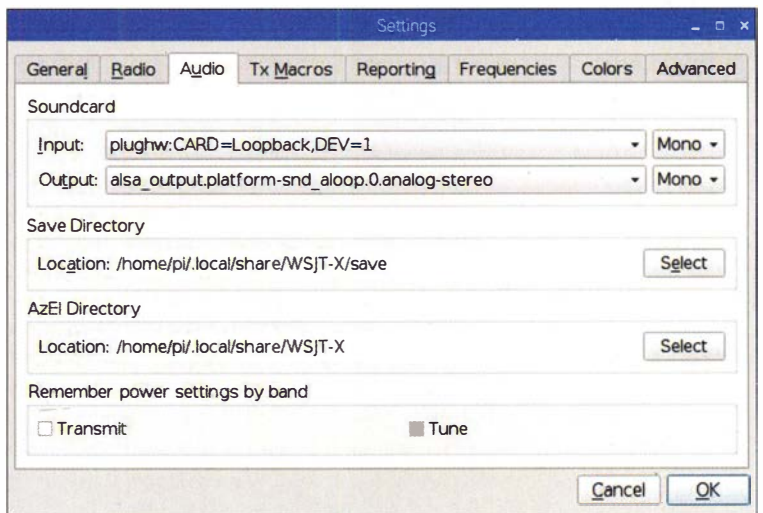 Settings
General Radio Audio Tx Macros Reporting Frequencies Colors Advanced
Soundcard
Input: plughw:CARD=Loopback,DEV=1 Mono
Output: alsa_output.platform-snd_aloop.0.analog-stereo Mono
Save Directory
Location: /home/pi/.local/share/WSJT-X/save Select
AzEl Directory
Location: /home/pi/.local/share/WSJT-X Select
Remember power settings by band
Transmit Tune
Cancel OK